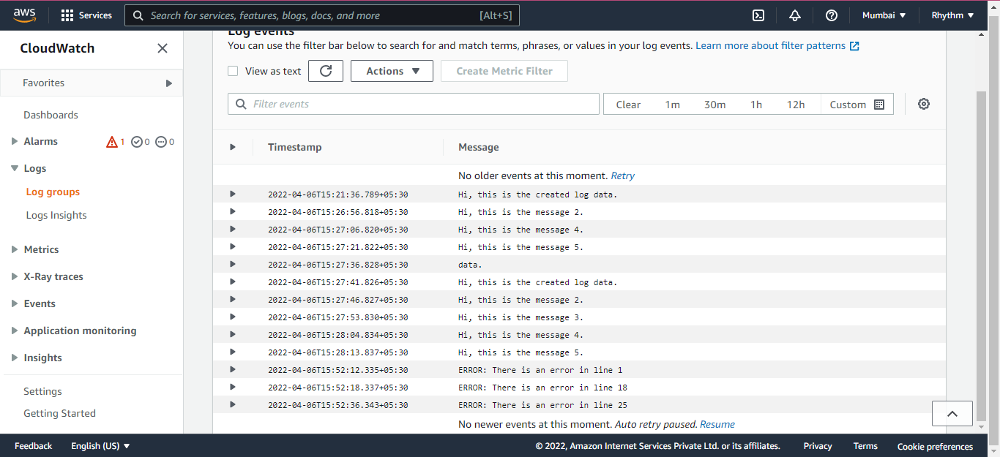 aws Services Search for services, features, blogs, docs, and more [Alt+S] Mumbai Rhythm
CloudWatch
Favorites
Dashboards
Alarms 1 0 0
Logs
Log groups
Logs Insights
Metrics
X-Ray traces
Events
Application monitoring
Insights
Settings
Getting Started
Log events
You can use the filter bar below to search for and match terms, phrases, or values in your log events. Learn more about filter patterns
View as text Actions Create Metric Filter
Filter events Clear 1m 30m 1h 12h Custom
Timestamp Message
No older events at this moment. Retry
2022-04-06T15:21:36.789+05:30 Hi, this is the created log data.
2022-04-06T15:26:56.818+05:30 Hi, this is the message 2.
2022-04-06T15:27:06.820+05:30 Hi, this is the message 4.
2022-04-06T15:27:21.822+05:30 Hi, this is the message 5.
2022-04-06T15:27:36.828+05:30 data.
2022-04-06T15:27:41.826+05:30 Hi, this is the created log data.
2022-04-06T15:27:46.827+05:30 Hi, this is the message 2.
2022-04-06T15:27:53.830+05:30 Hi, this is the message 3.
2022-04-06T15:28:04.834+05:30 Hi, this is the message 4.
2022-04-06T15:28:13.837+05:30 Hi, this is the message 5.
2022-04-06T15:52:12.335+05:30 ERROR: There is an error in line 1
2022-04-06T15:52:18.337+05:30 ERROR: There is an error in line 18
2022-04-06T15:52:36.343+05:30 ERROR: There is an error in line 25
No newer events at this moment. Auto retry paused. Resume
Feedback English (US) © 2022, Amazon Internet Services Private Ltd. or its affiliates. Privacy Terms Cookie preferences